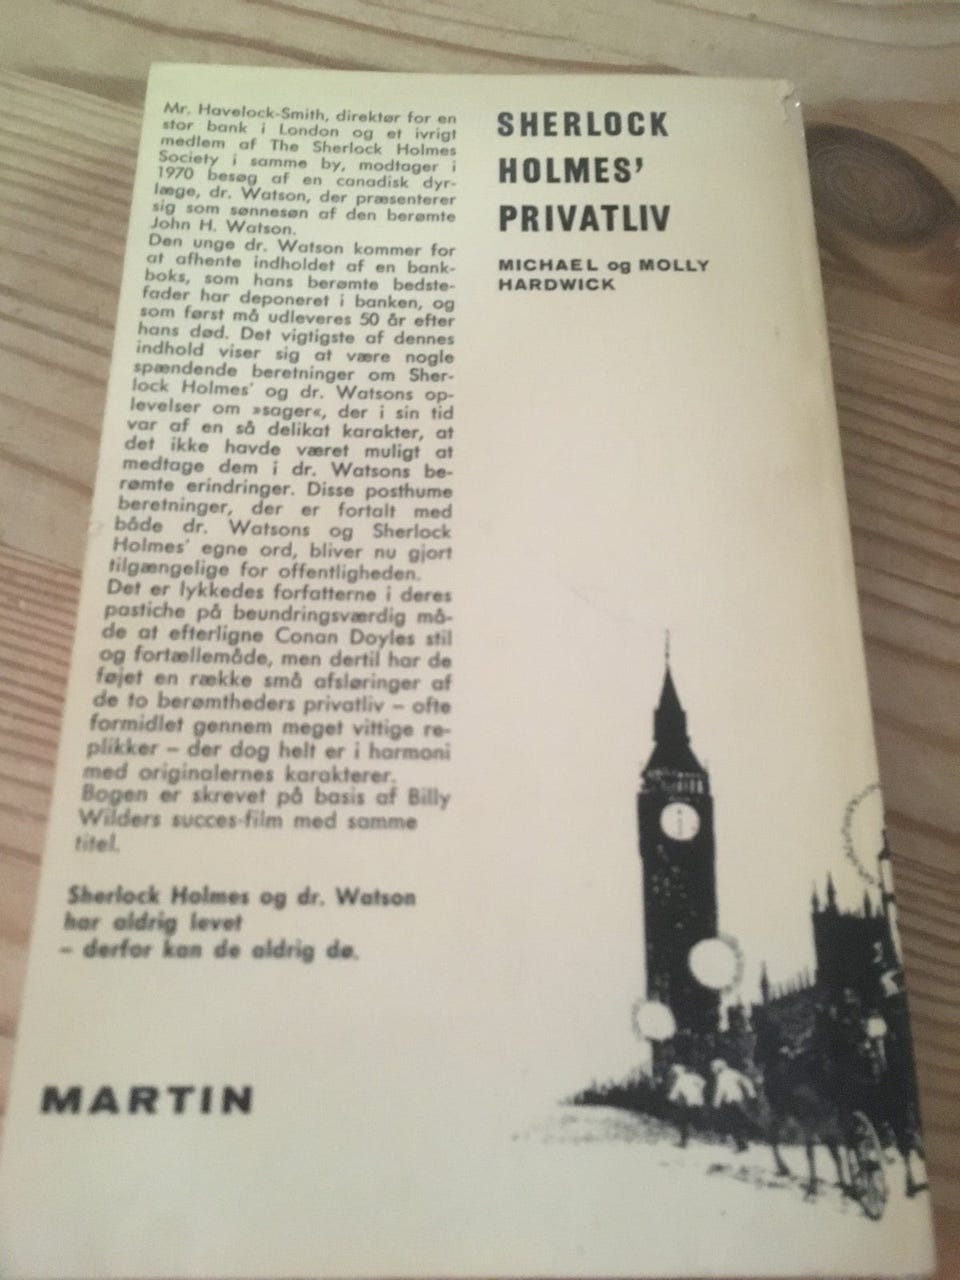 Mr. Havelock-Smith, direktør for en
stor bank i London og et ivrigt
medlem af The Sherlock Holmes
Society i samme by, modtager i
1970 besøg af en canadisk dyr-
læge, dr. Watson, der præsenterer
sig som sønnesøn af den berømte
John H. Watson.
Den unge dr. Watson kommer for
at afhente indholdet af en bank-
boks, som hans berømte bedste-
fader har deponeret i banken, og
som først må udleveres 50 år efter
hans død. Det vigtigste af dennes
indhold viser sig at være nogle
spændende beretninger om Sher-
lock Holmes' og dr. Watsons op-
levelser om »sager«, der i sin tid
var af en så delikat karakter, at
det ikke havde været muligt at
medtage dem i dr. Watsons be-
rømte erindringer. Disse posthume
beretninger, der er fortalt med
både dr. Watsons og Sherlock
Holmes' egne ord, bliver nu gjort
tilgængelige for offentligheden.
Det er lykkedes forfatterne i deres
pastiche på beundringsværdig må-
de at efterligne Conan Doyles stil
og fortællemåde, men dertil har de
føjet en række små afsløringer af
de to berømtheders privatliv – ofte
formidlet gennem meget vittige re-
plikker – der dog helt er i harmoni
med originalernes karakterer.
Bogen er skrevet på basis af Billy
Wilders succes-film med samme
titel.
Sherlock Holmes og dr. Watson
har aldrig levet
– derfor kan de aldrig dø.
MARTIN
SHERLOCK
HOLMES'
PRIVATLIV
MICHAEL og MOLLY
HARDWICK